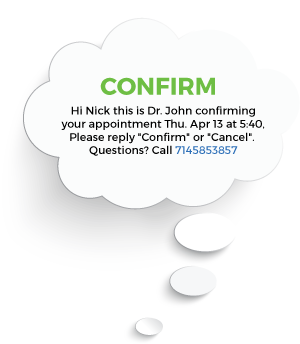 CONFIRM
Hi Nick this is Dr. John confirming
your appointment Thu. Apr 13 at 5:40,
Please reply "Confirm" or "Cancel".
Questions? Call 7145853857